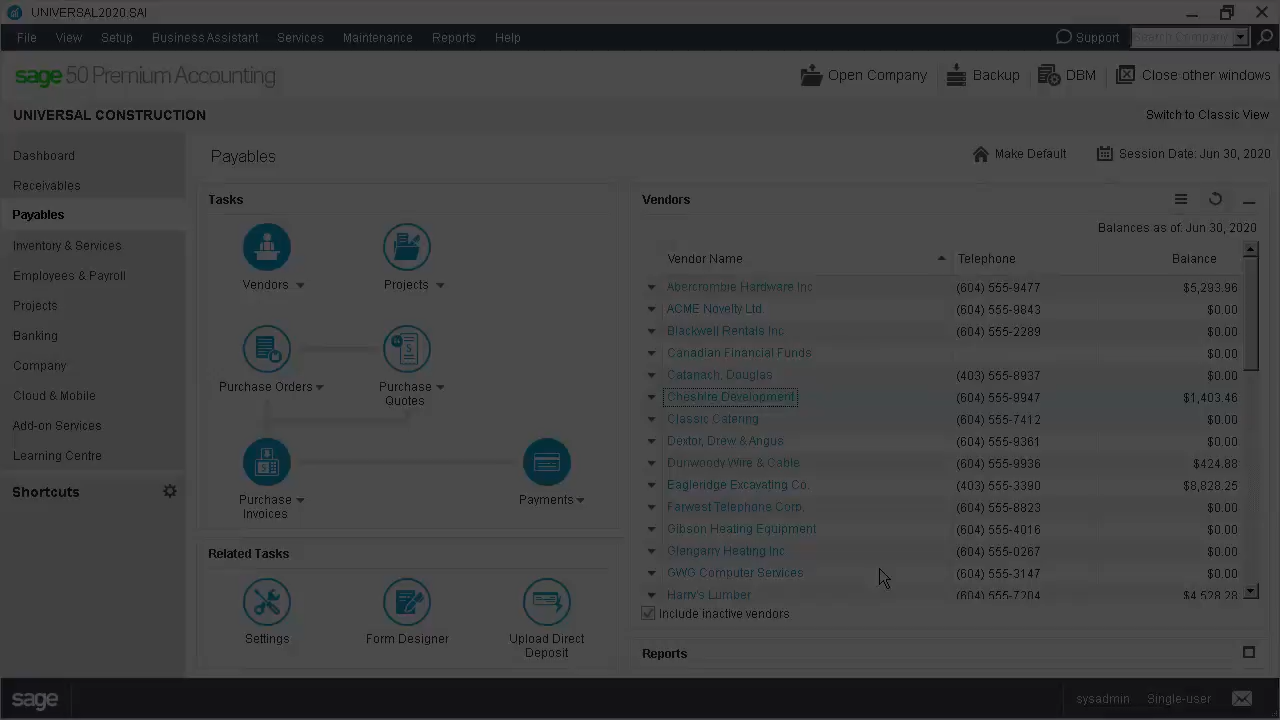 UNIVERSAL2020.SAI
File View Setup Business Assistant Services Maintenance Reports Help Support Search Company
sage 50 Premium Accounting Open Company Backup DBM Close other windows
UNIVERSAL CONSTRUCTION Switch to Classic View
Dashboard
Receivables
Payables
Inventory & Services
Employees & Payroll
Projects
Banking
Company
Cloud & Mobile
Add-on Services
Learning Centre
Shortcuts
Payables Make Default Session Date: Jun 30, 2020
Tasks
Vendors Projects
Purchase Orders Purchase Quotes
Purchase Invoices Payments
Related Tasks
Settings Form Designer Upload Direct Deposit
Vendors
Balances as of: Jun 30, 2020
Vendor Name Telephone Balance
Abercrombie Hardware Inc (604) 555-9477 $5,293.96
ACME Novelty Ltd. (604) 555-9843 $0.00
Blackwell Rentals Inc. (604) 555-2289 $0.00
Canadian Financial Funds $0.00
Catanach, Douglas (403) 555-8937 $0.00
Cheshire Development (604) 555-9947 $1,403.46
Classic Catering (604) 555-7412 $0.00
Dextor, Drew & Angus (604) 555-9361 $0.00
Dunwondy Wire & Cable (604) 555-9936 $424.88
Eagleridge Excavating Co. (403) 555-3390 $8,828.25
Farwest Telephone Corp. (604) 555-8823 $0.00
Gibson Heating Equipment (604) 555-4016 $0.00
Glengarry Heating Inc (604) 555-0267 $0.00
GWG Computer Services (604) 555-3147 $0.00
Harry's Lumber (604) 555-7204 $4,528.28
Include inactive vendors
Reports
sage sysadmin Single-user